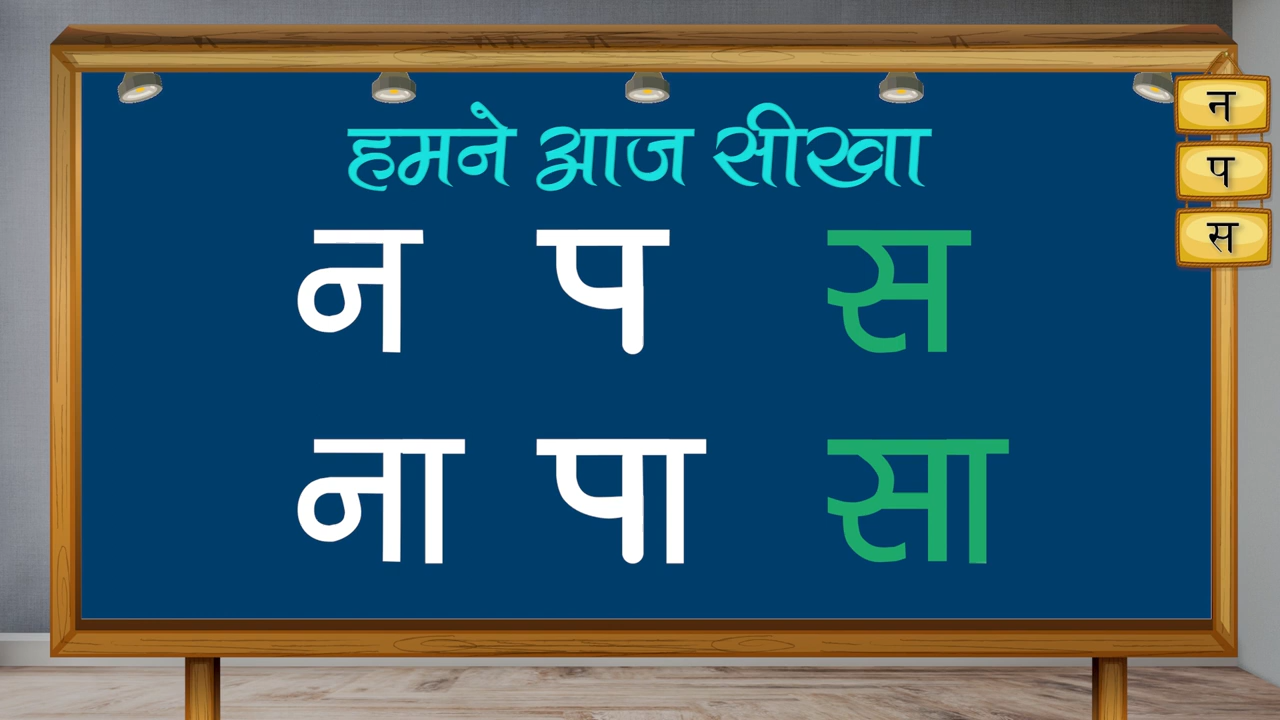 हमने आज सीखा
न प स
ना पा सा
न
प
स